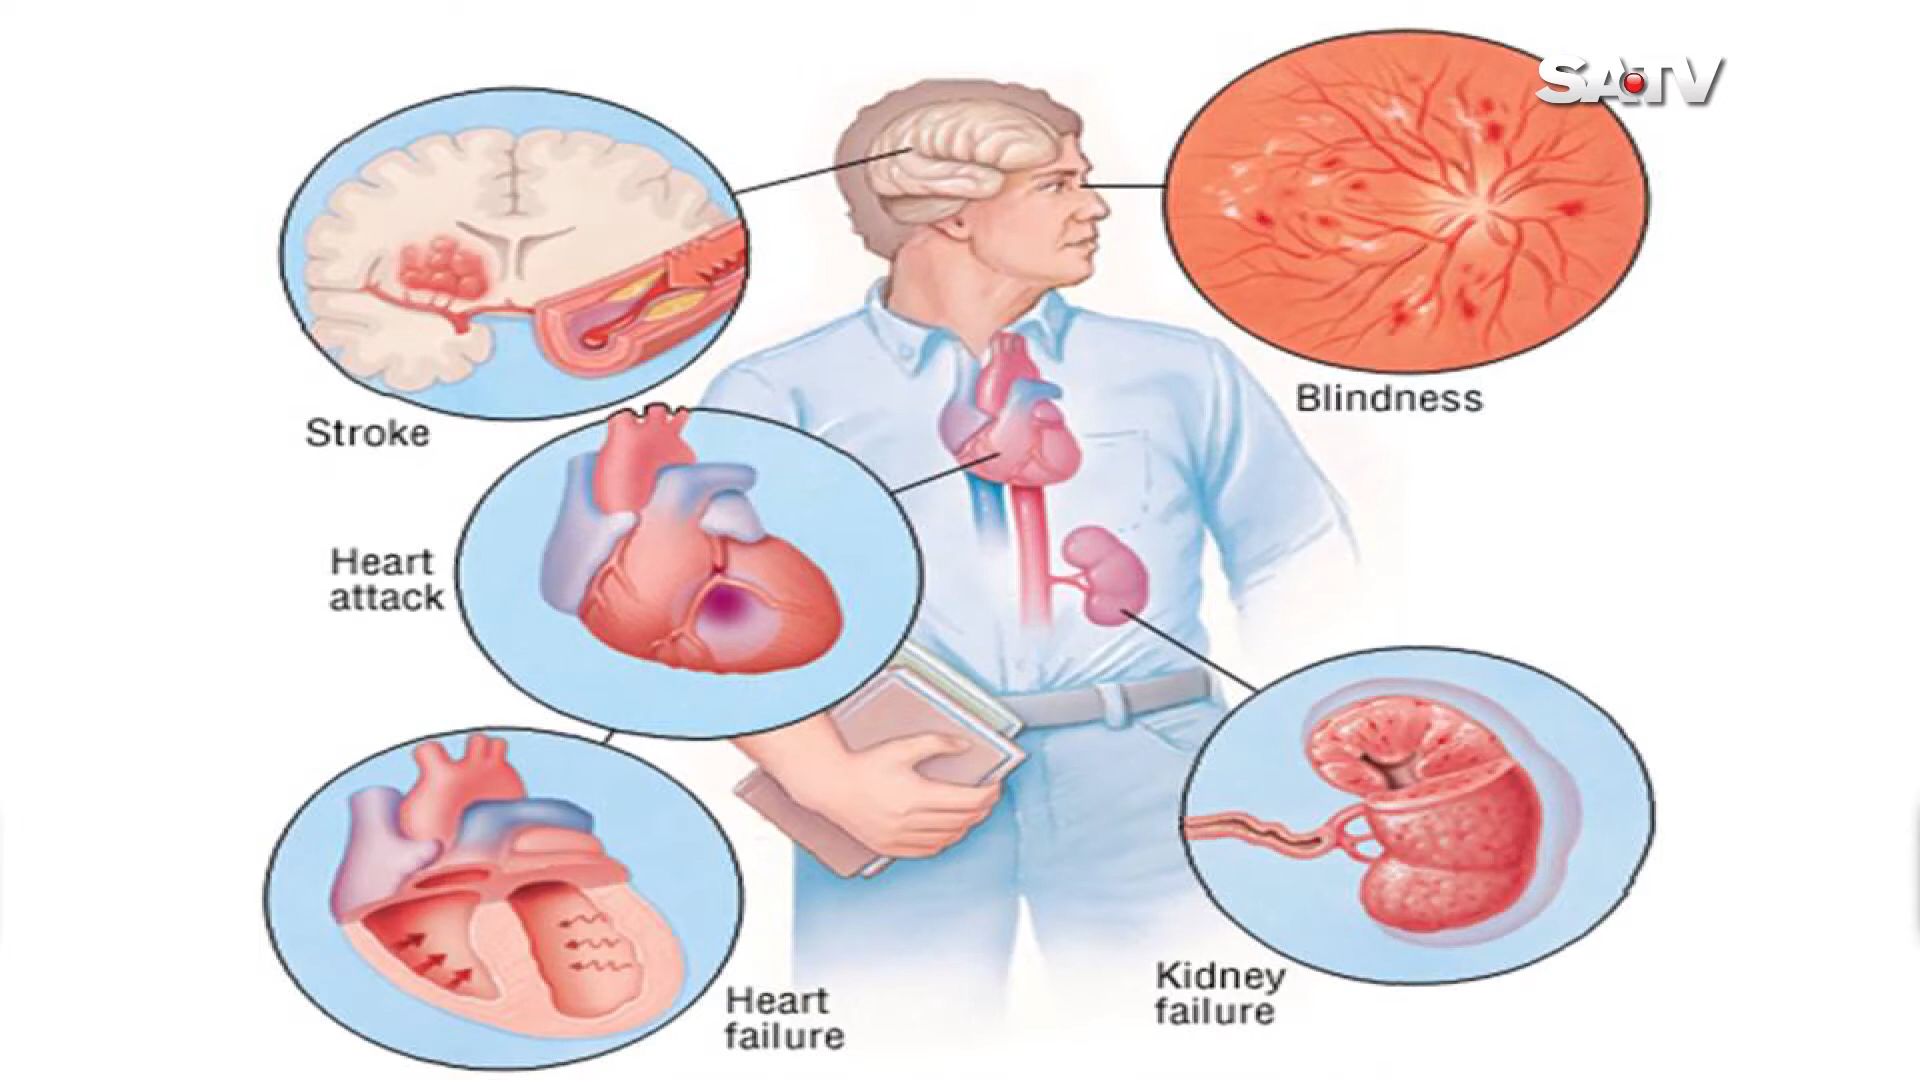 SATV
Stroke
Blindness
Heart
attack
Heart
failure
Kidney
failure